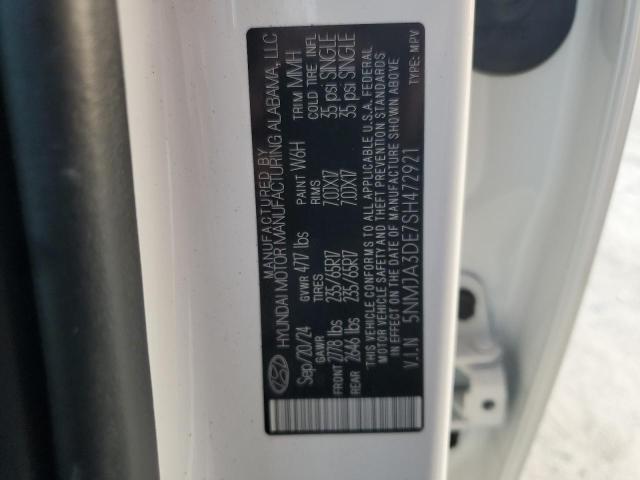 MANUFACTURED BY
HYUNDAI MOTOR MANUFACTURING ALABAMA, LLC
Sep/20/24 GVWR 4717 lbs PAINT W6H TRIM MMH
GAWR TIRES RIMS COLD TIRE INFL
FRONT 2778 lbs 235/65R17 7.0JX17 35 psi SINGLE
REAR 2646 lbs 235/65R17 7.0JX17 35 psi SINGLE
THIS VEHICLE CONFORMS TO ALL APPLICABLE U.S.A. FEDERAL
MOTOR VEHICLE SAFETY AND THEFT PREVENTION STANDARDS
IN EFFECT ON THE DATE OF MANUFACTURE SHOWN ABOVE
V.I.N 5NMJA3DE7SH472921 TYPE: MPV